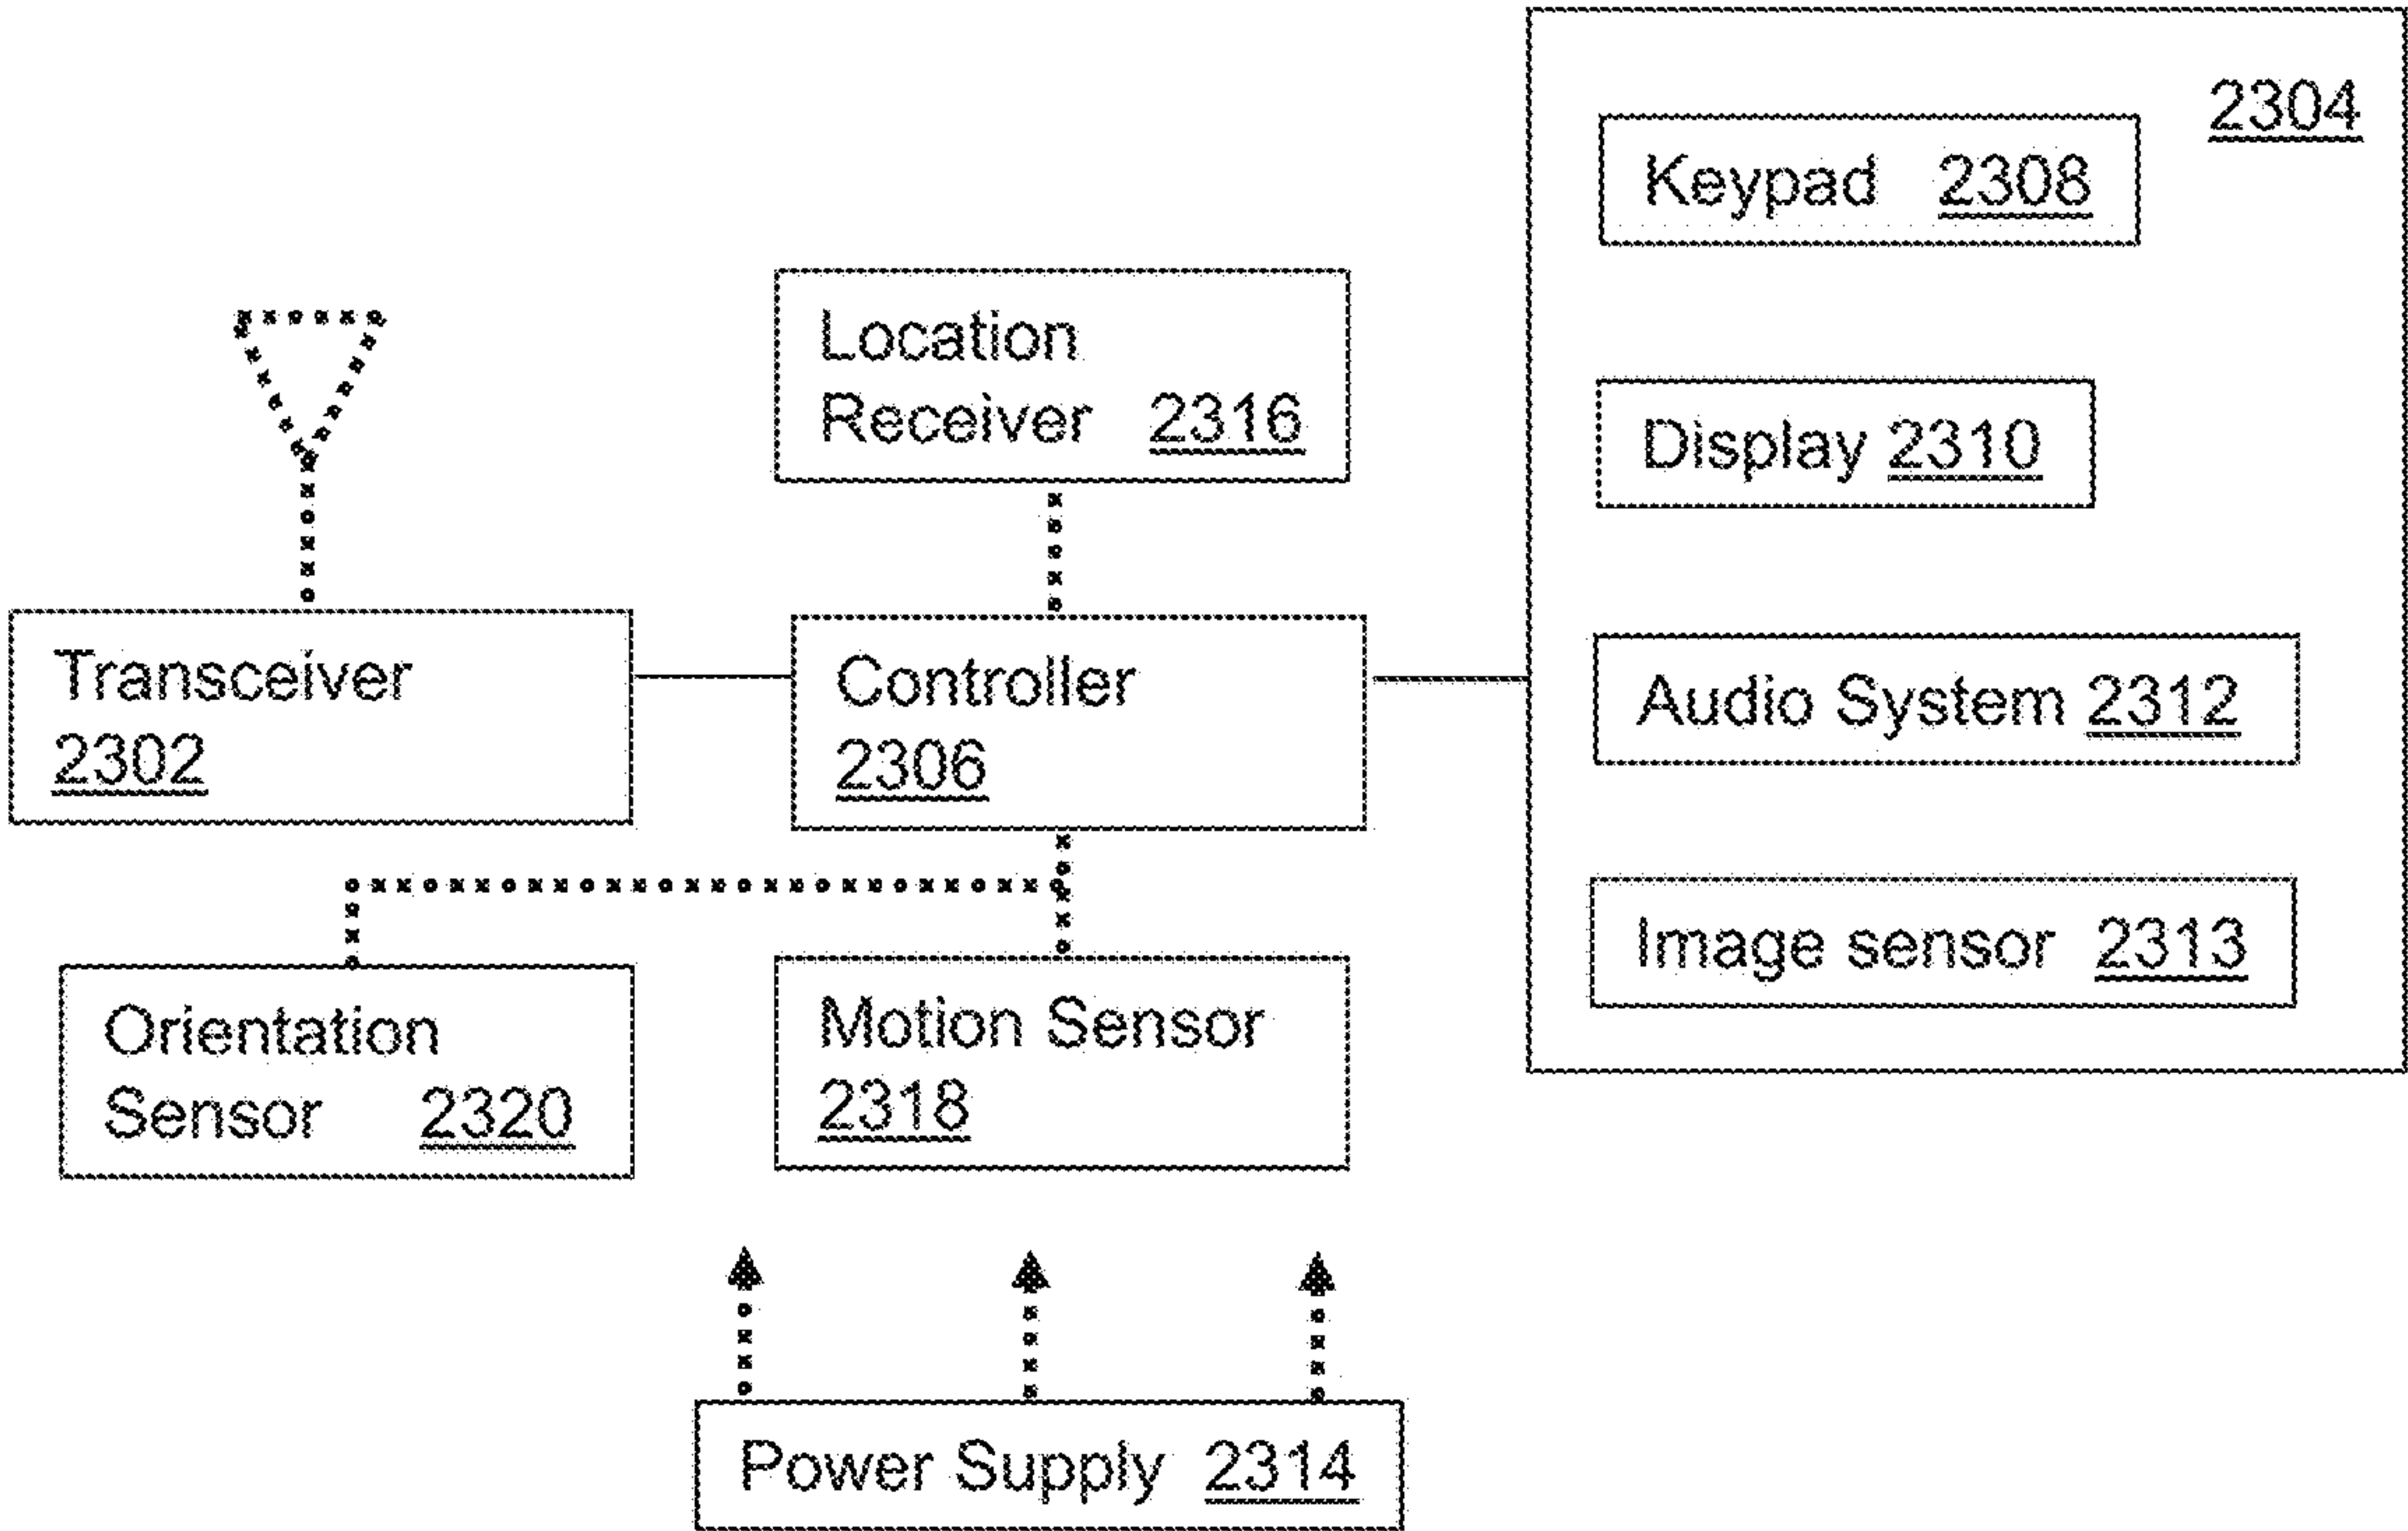 2304
Keypad 2308
Location
Receiver 2316
Display 2310
Transceiver
2302
Controller
2306
Audio System 2312
Image sensor 2313
Orientation
Sensor 2320
Motion Sensor
2318
Power Supply 2314